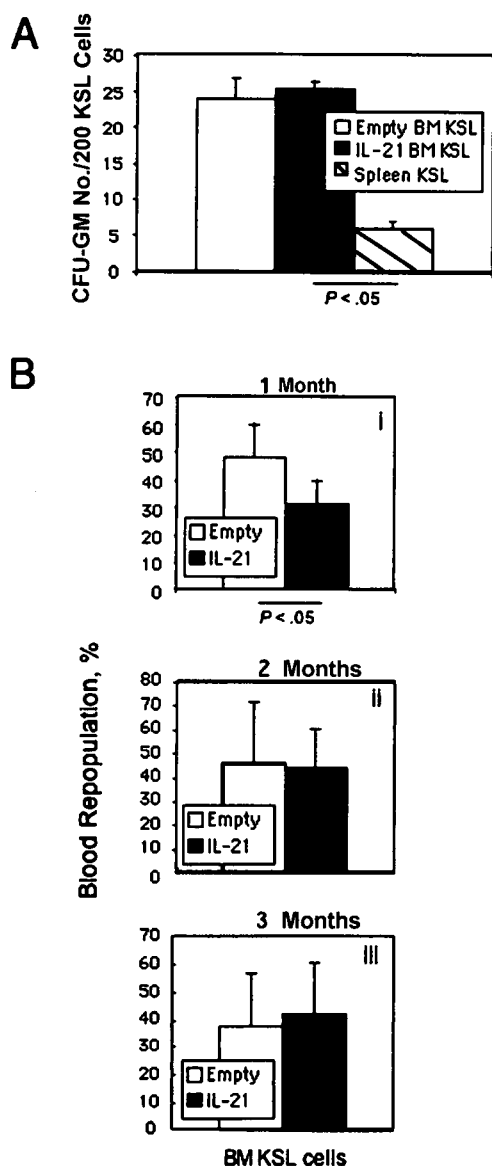 A
CFU-GM No./200 KSL Cells
30
25
20
15
10
5
0
Empty BM KSL
IL-21 BM KSL
Spleen KSL
P < .05
B
Blood Repopulation, %
1 Month
i
70
60
50
40
30
20
10
0
Empty
IL-21
P < .05
2 Months
ii
80
70
60
50
40
30
20
10
0
Empty
IL-21
3 Months
iii
70
60
50
40
30
20
10
0
Empty
IL-21
BM KSL cells